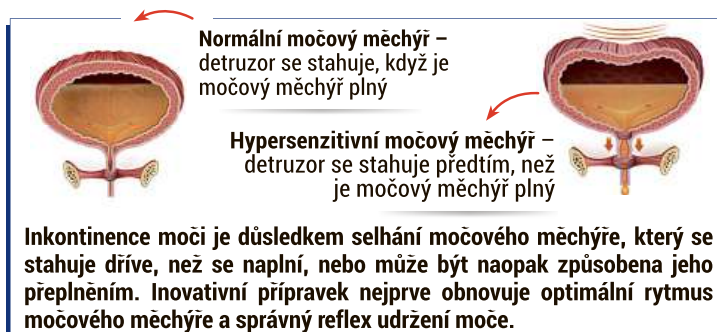 Normální močový měchýř –
detruzor se stahuje, když je
močový měchýř plný
Hypersenzitivní močový měchýř –
detruzor se stahuje předtím, než
je močový měchýř plný
Inkontinence moči je důsledkem selhání močového měchýře, který se
stahuje dříve, než se naplní, nebo může být naopak způsobena jeho
přeplněním. Inovativní přípravek nejprve obnovuje optimální rytmus
močového měchýře a správný reflex udržení moče.